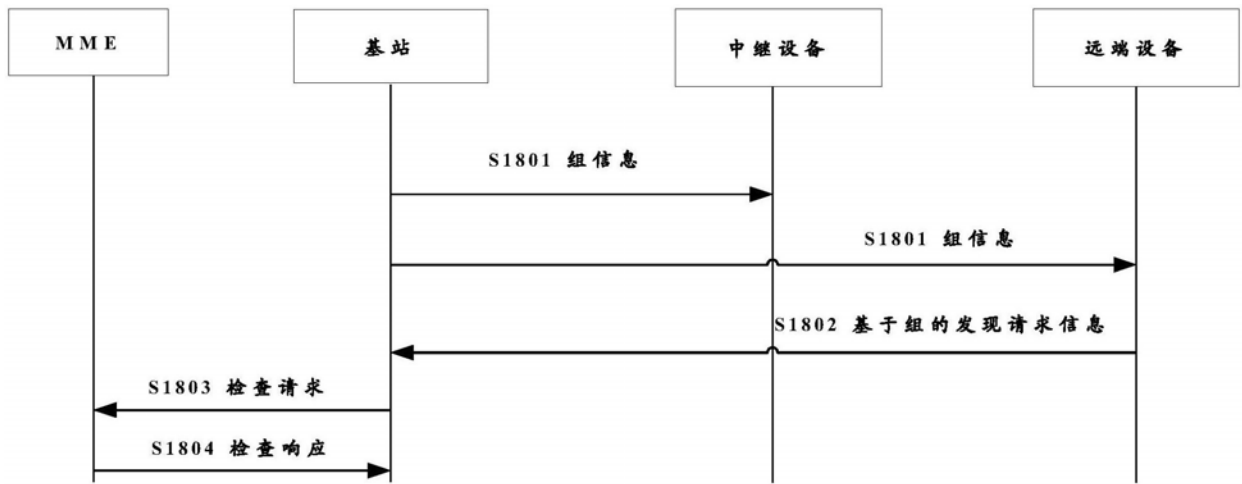 MME
基站
中继设备
远端设备
S1801 组信息
S1801 组信息
S1802 基于组的发现请求信息
S1803 检查请求
S1804 检查响应